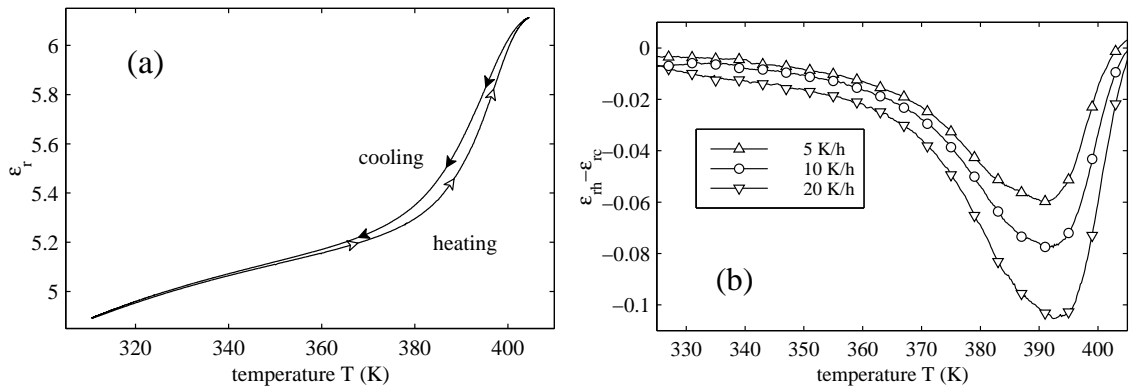 (a)
6
5.8
5.6
5.4
5.2
5
ε_r
cooling
heating
320 340 360 380 400
temperature T (K)
0
−0.02
−0.04
−0.06
−0.08
−0.1
ε_rh−ε_rc
5 K/h
10 K/h
20 K/h
(b)
330 340 350 360 370 380 390 400
temperature T (K)